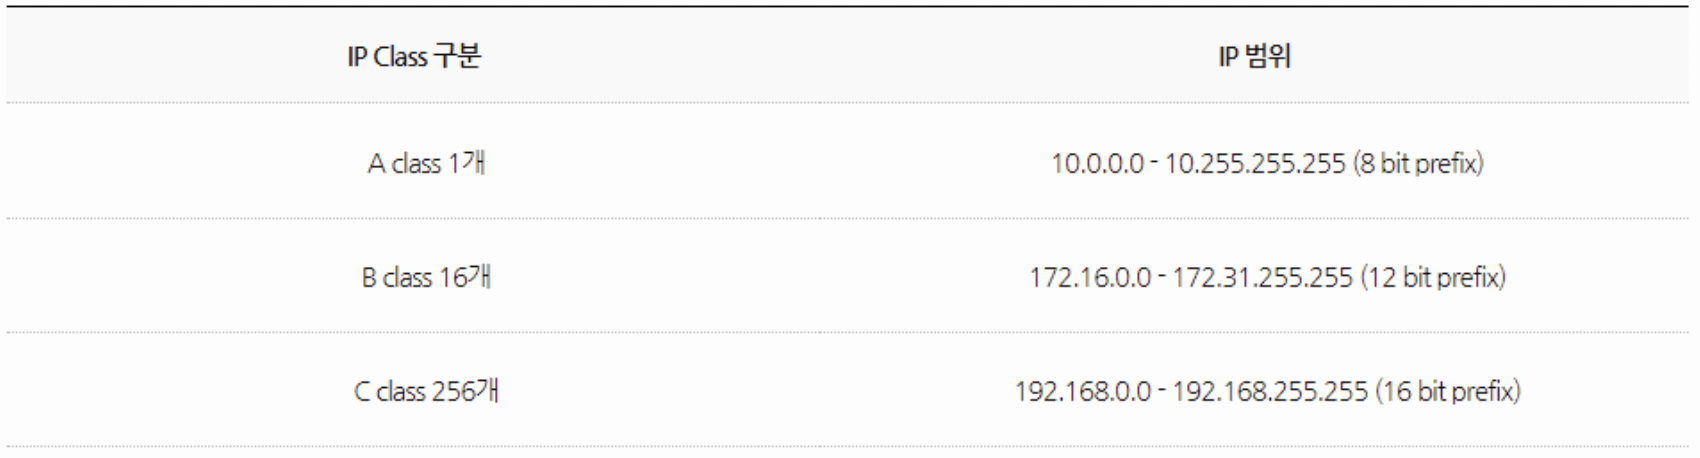 IP Class 구분 IP 범위
A class 1개 10.0.0.0 - 10.255.255.255 (8 bit prefix)
B class 16개 172.16.0.0 - 172.31.255.255 (12 bit prefix)
C class 256개 192.168.0.0 - 192.168.255.255 (16 bit prefix)